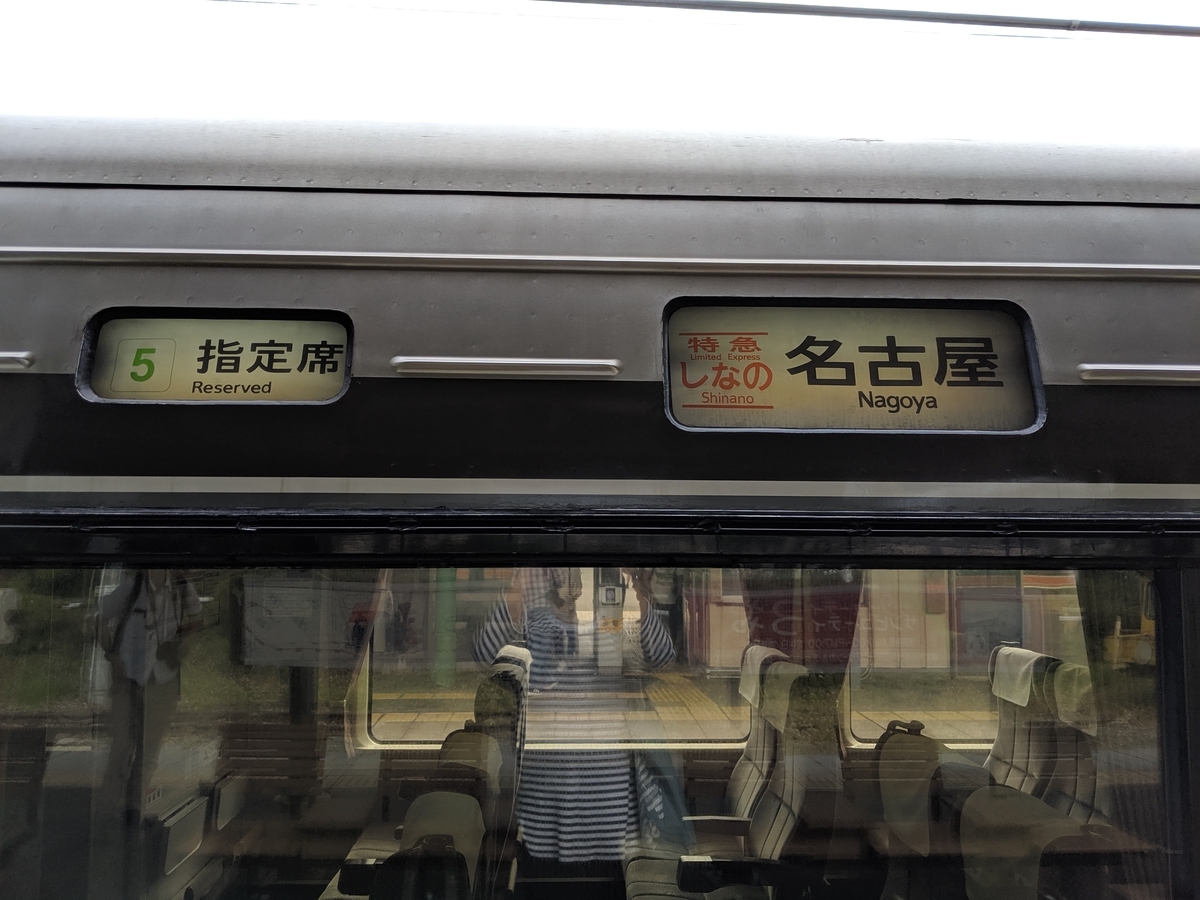 5
指定席
Reserved
特急
Limited Express
しなの
Shinano
名古屋
Nagoya